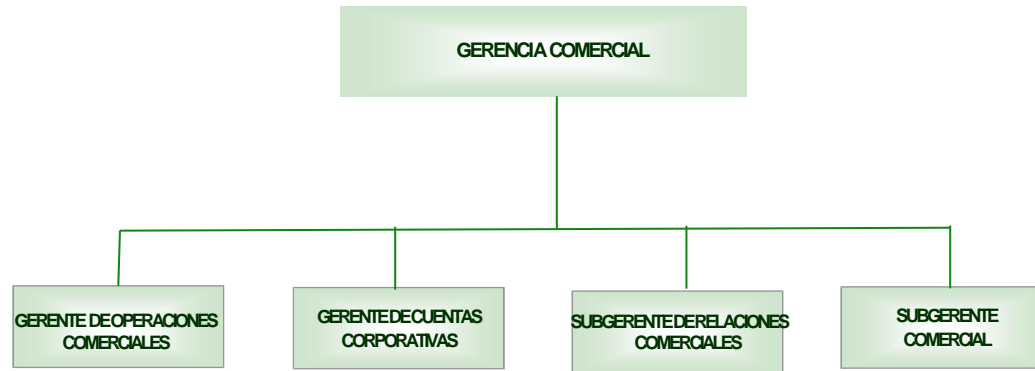 GERENCIA COMERCIAL
GERENTE DE OPERACIONES
COMERCIALES
GERENTE DE CUENTAS
CORPORATIVAS
SUBGERENTE DE RELACIONES
COMERCIALES
SUBGERENTE
COMERCIAL